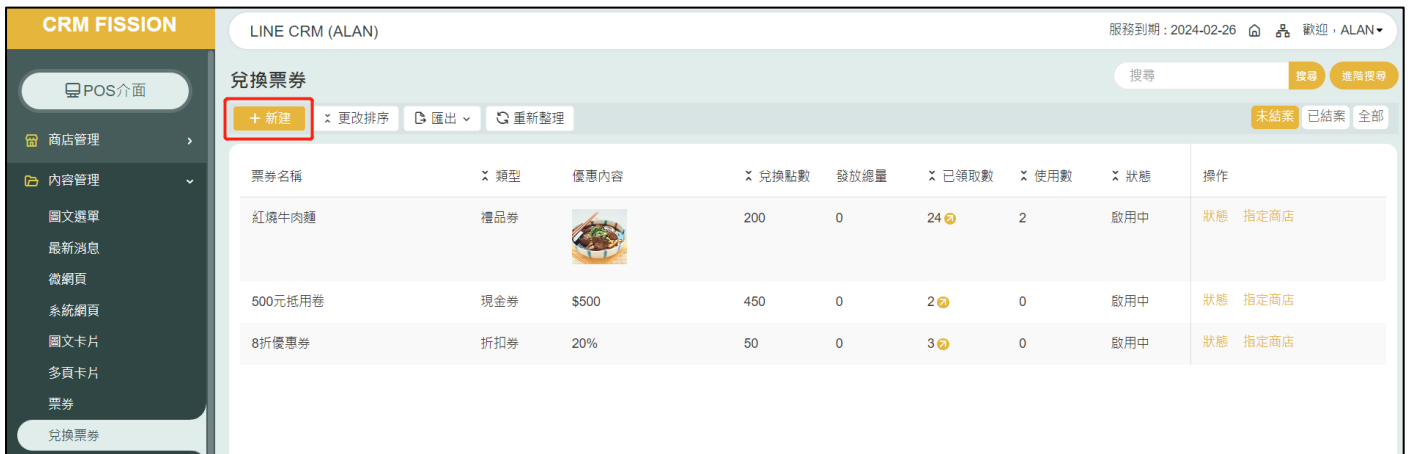 CRM FISSION
LINE CRM (ALAN)
服務到期 : 2024-02-26 歡迎，ALAN
POS介面
兌換票券
搜尋 搜尋 進階搜尋
+ 新建 更改排序 匯出 重新整理
未結案 已結案 全部
商店管理
內容管理
圖文選單
最新消息
微網頁
系統網頁
圖文卡片
多頁卡片
票券
兌換票券
票券名稱 類型 優惠內容 兌換點數 發放總量 已領取數 使用數 狀態 操作
紅燒牛肉麵 禮品券 200 0 24 2 啟用中 狀態 指定商店
500元抵用卷 現金券 $500 450 0 2 0 啟用中 狀態 指定商店
8折優惠券 折扣券 20% 50 0 3 0 啟用中 狀態 指定商店